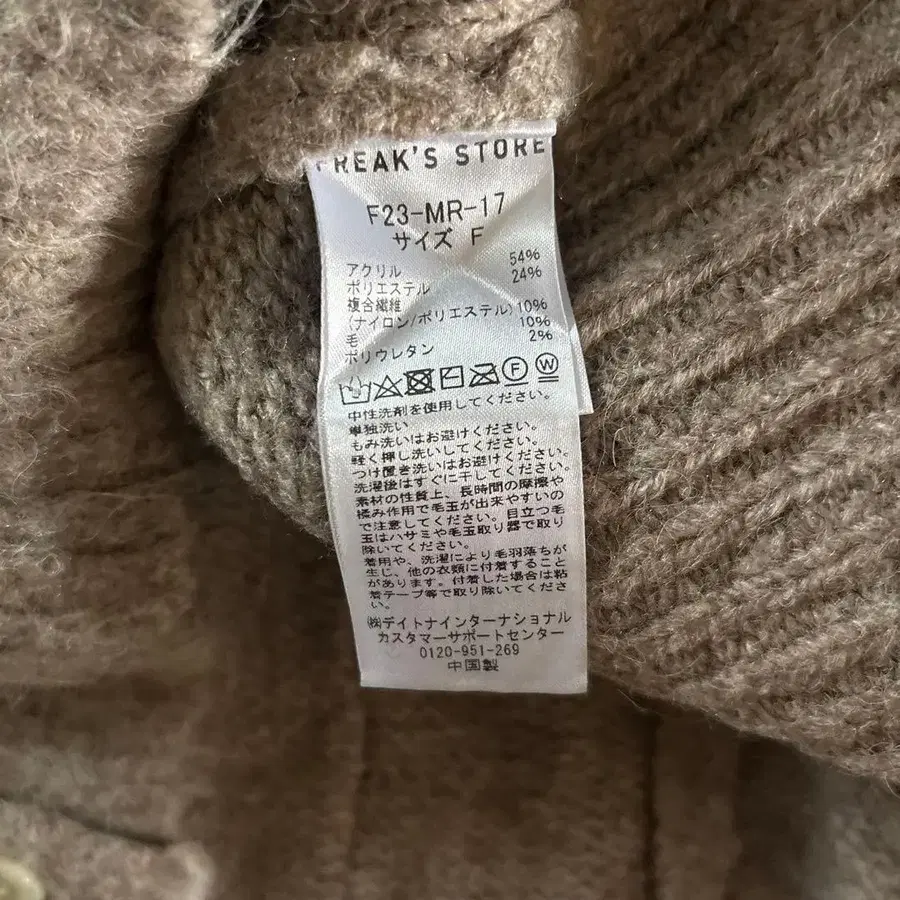 FREAK'S STORE
F23-MR-17
サイズ F
アクリル 54%
ポリエステル 24%
複合繊維
(ナイロン/ポリエステル) 10%
毛 10%
ポリウレタン 2%
F W
中性洗剤を使用してください。
単独洗い
もみ洗いはお避けください。
軽く押し洗いしてください。
つけ置き洗いはお避けください。
洗濯後はすぐに干してください。
素材の性質上、長時間の摩擦や
揉み作用で毛玉が出来やすいの
で注意してください。目立つ毛
玉はハサミや毛玉取り器で取り
除いてください。
着用や、洗濯により毛羽落ちが
生じ、他の衣類に付着すること
があります。付着した場合は粘
着テープ等で取り除いてくださ
い。
㈱デイトナインターナショナル
カスタマーサポートセンター
0120-951-269
中国製